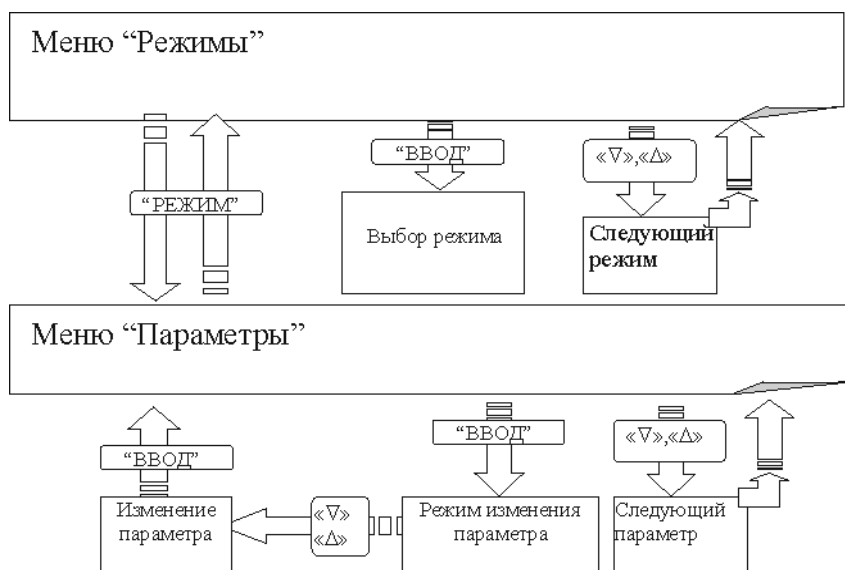 Меню “Режимы”
“ВВОД”
«∇»,«Δ»
“РЕЖИМ”
Выбор режима
Следующий
режим
Меню “Параметры”
“ВВОД”
“ВВОД”
«∇»,«Δ»
Изменение
параметра
«∇»
«Δ»
Режим изменения
параметра
Следующий
параметр